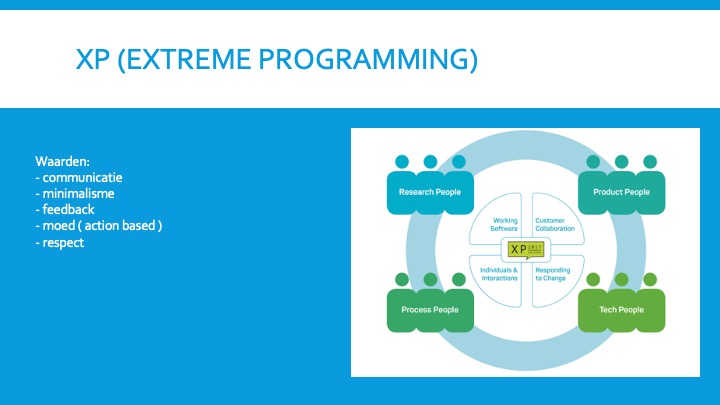 XP (EXTREME PROGRAMMING)
Waarden:
- communicatie
- minimalisme
- feedback
- moed ( action based )
- respect
Research People
Product People
Working
Software
Customer
Collaboration
XP 2017
Individuals &
Interactions
Responding
to Change
Process People
Tech People